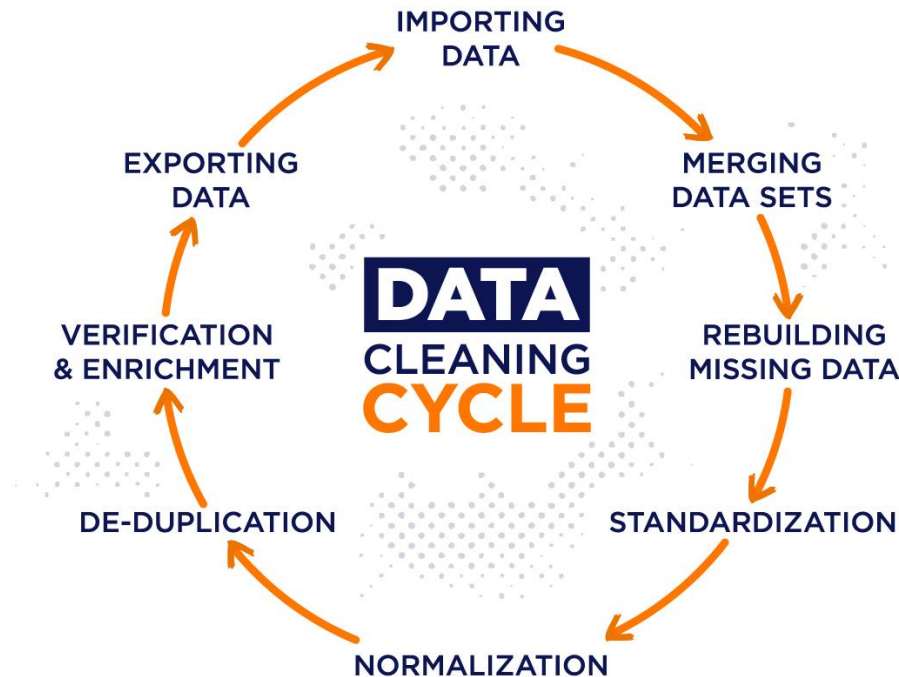 IMPORTING
DATA
MERGING
DATA SETS
REBUILDING
MISSING DATA
STANDARDIZATION
NORMALIZATION
DE-DUPLICATION
VERIFICATION
& ENRICHMENT
EXPORTING
DATA
DATA
CLEANING
CYCLE